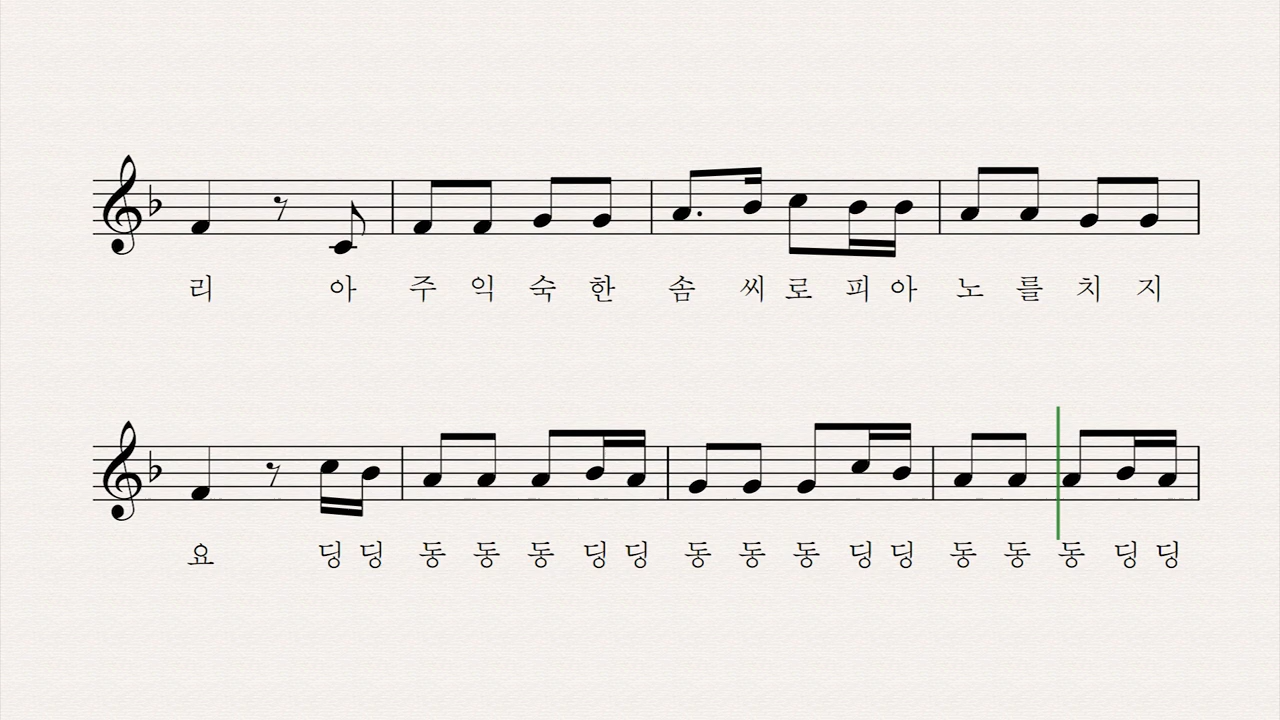 리 아 주 익 숙 한 솜 씨 로 피 아 노 를 치 지
요 딩 딩 동 동 동 딩 딩 동 동 동 딩 딩 동 동 동 딩 딩